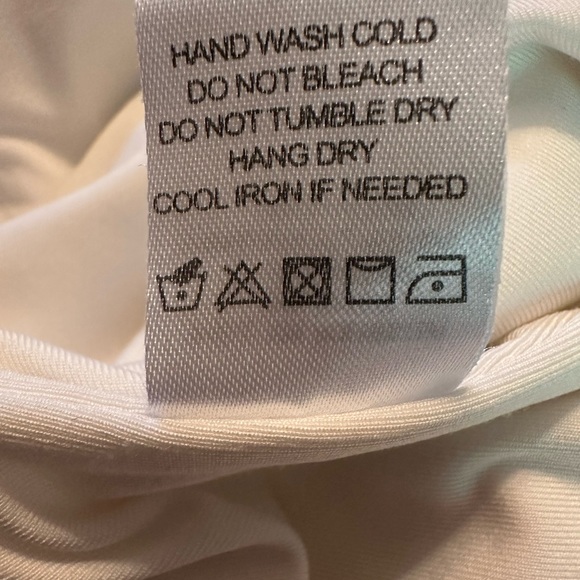 HAND WASH COLD
DO NOT BLEACH
DO NOT TUMBLE DRY
HANG DRY
COOL IRON IF NEEDED